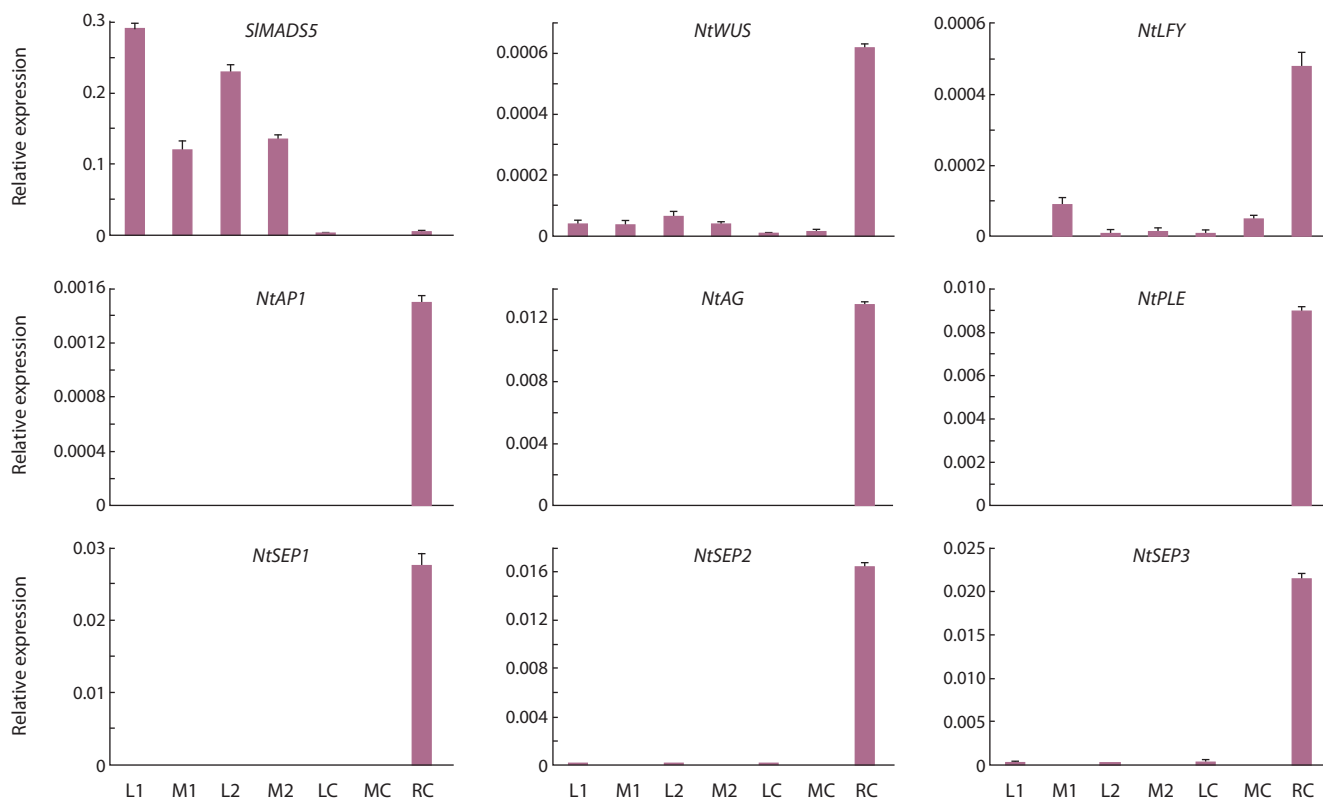 SlMADS5
Relative expression
0.3
0.2
0.1
0
NtWUS
0.0006
0.0004
0.0002
0
NtLFY
0.0006
0.0004
0.0002
0
NtAP1
Relative expression
0.0016
0.0012
0.0008
0.0004
0
NtAG
0.012
0.008
0.004
0
NtPLE
0.010
0.008
0.006
0.004
0.002
0
NtSEP1
Relative expression
0.03
0.02
0.01
0
L1 M1 L2 M2 LC MC RC
NtSEP2
0.016
0.012
0.008
0.004
0
L1 M1 L2 M2 LC MC RC
NtSEP3
0.025
0.020
0.015
0.010
0.005
0
L1 M1 L2 M2 LC MC RC